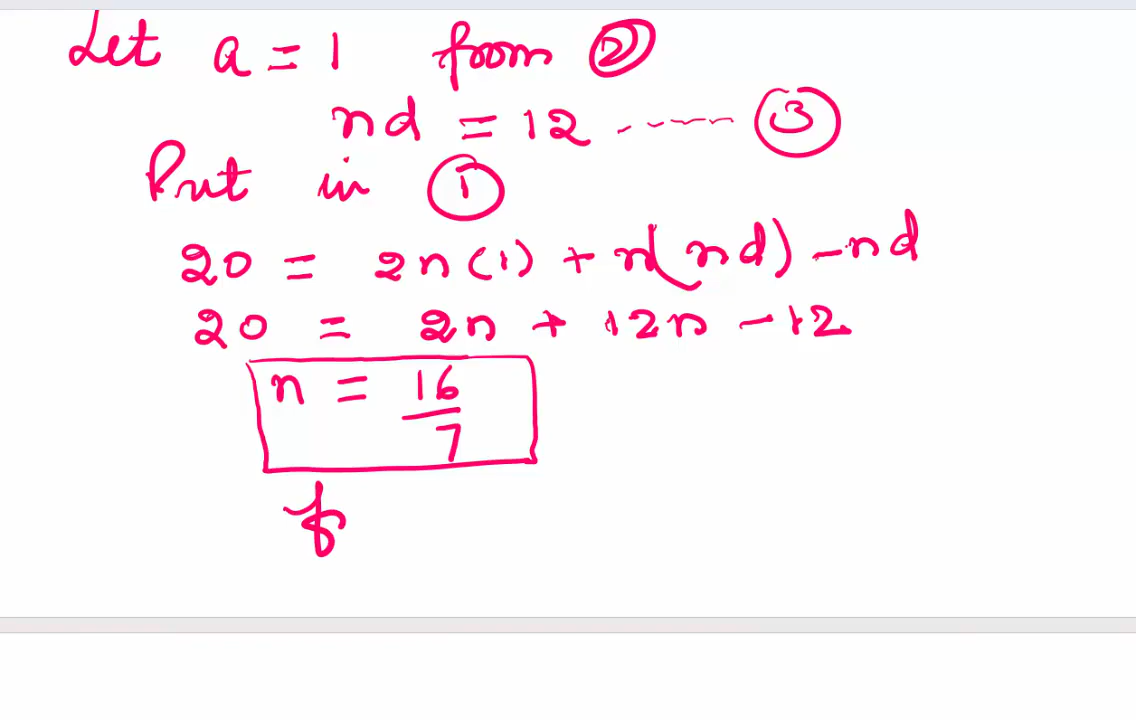 Let a = 1 from ②
nd = 12 ------ ③
Put in ①
20 = 2n(1) + n(nd) - nd
20 = 2n + 12n - 12
n = 16/7